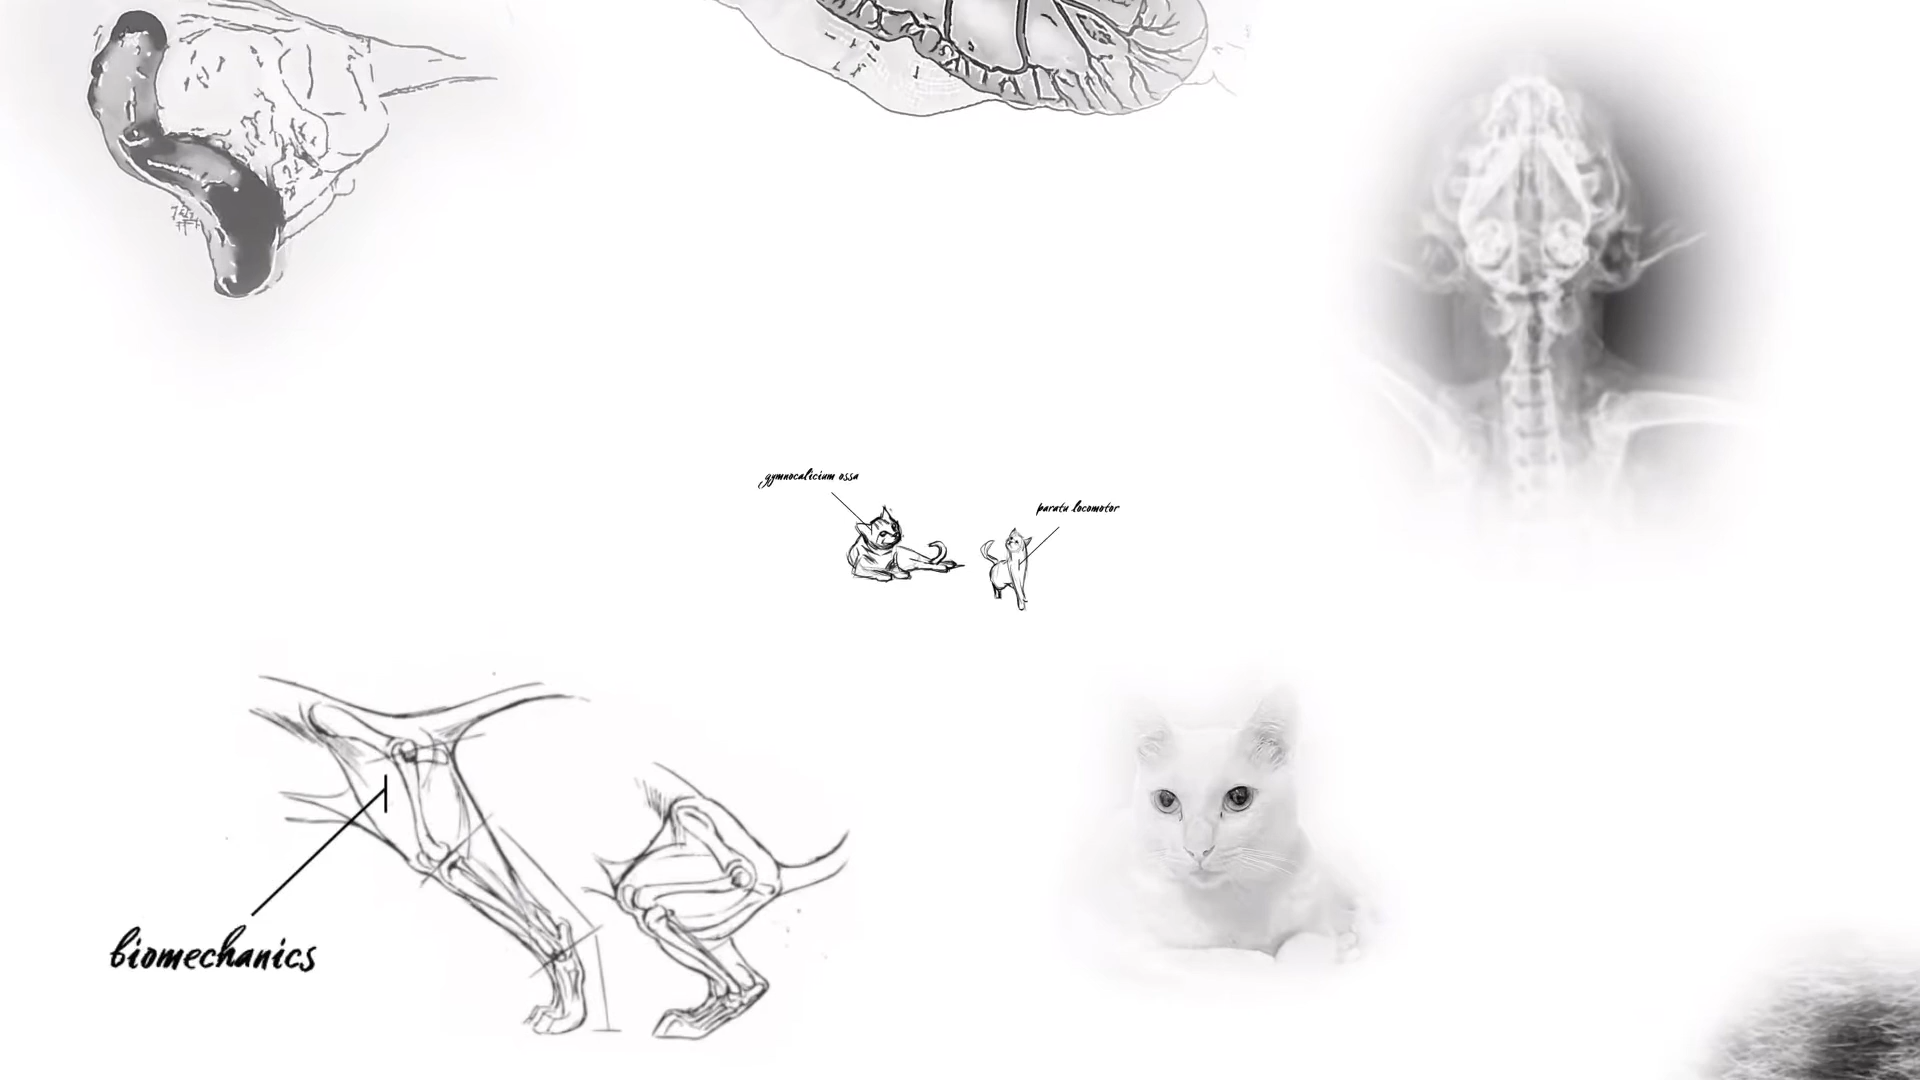 gymnocalicium ossa
paratu locomotor
biomechanics